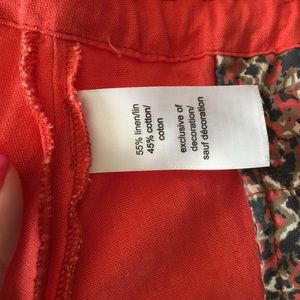 55% linen/lin
45% cotton/
coton
exclusive of
decoration/
sauf décoration